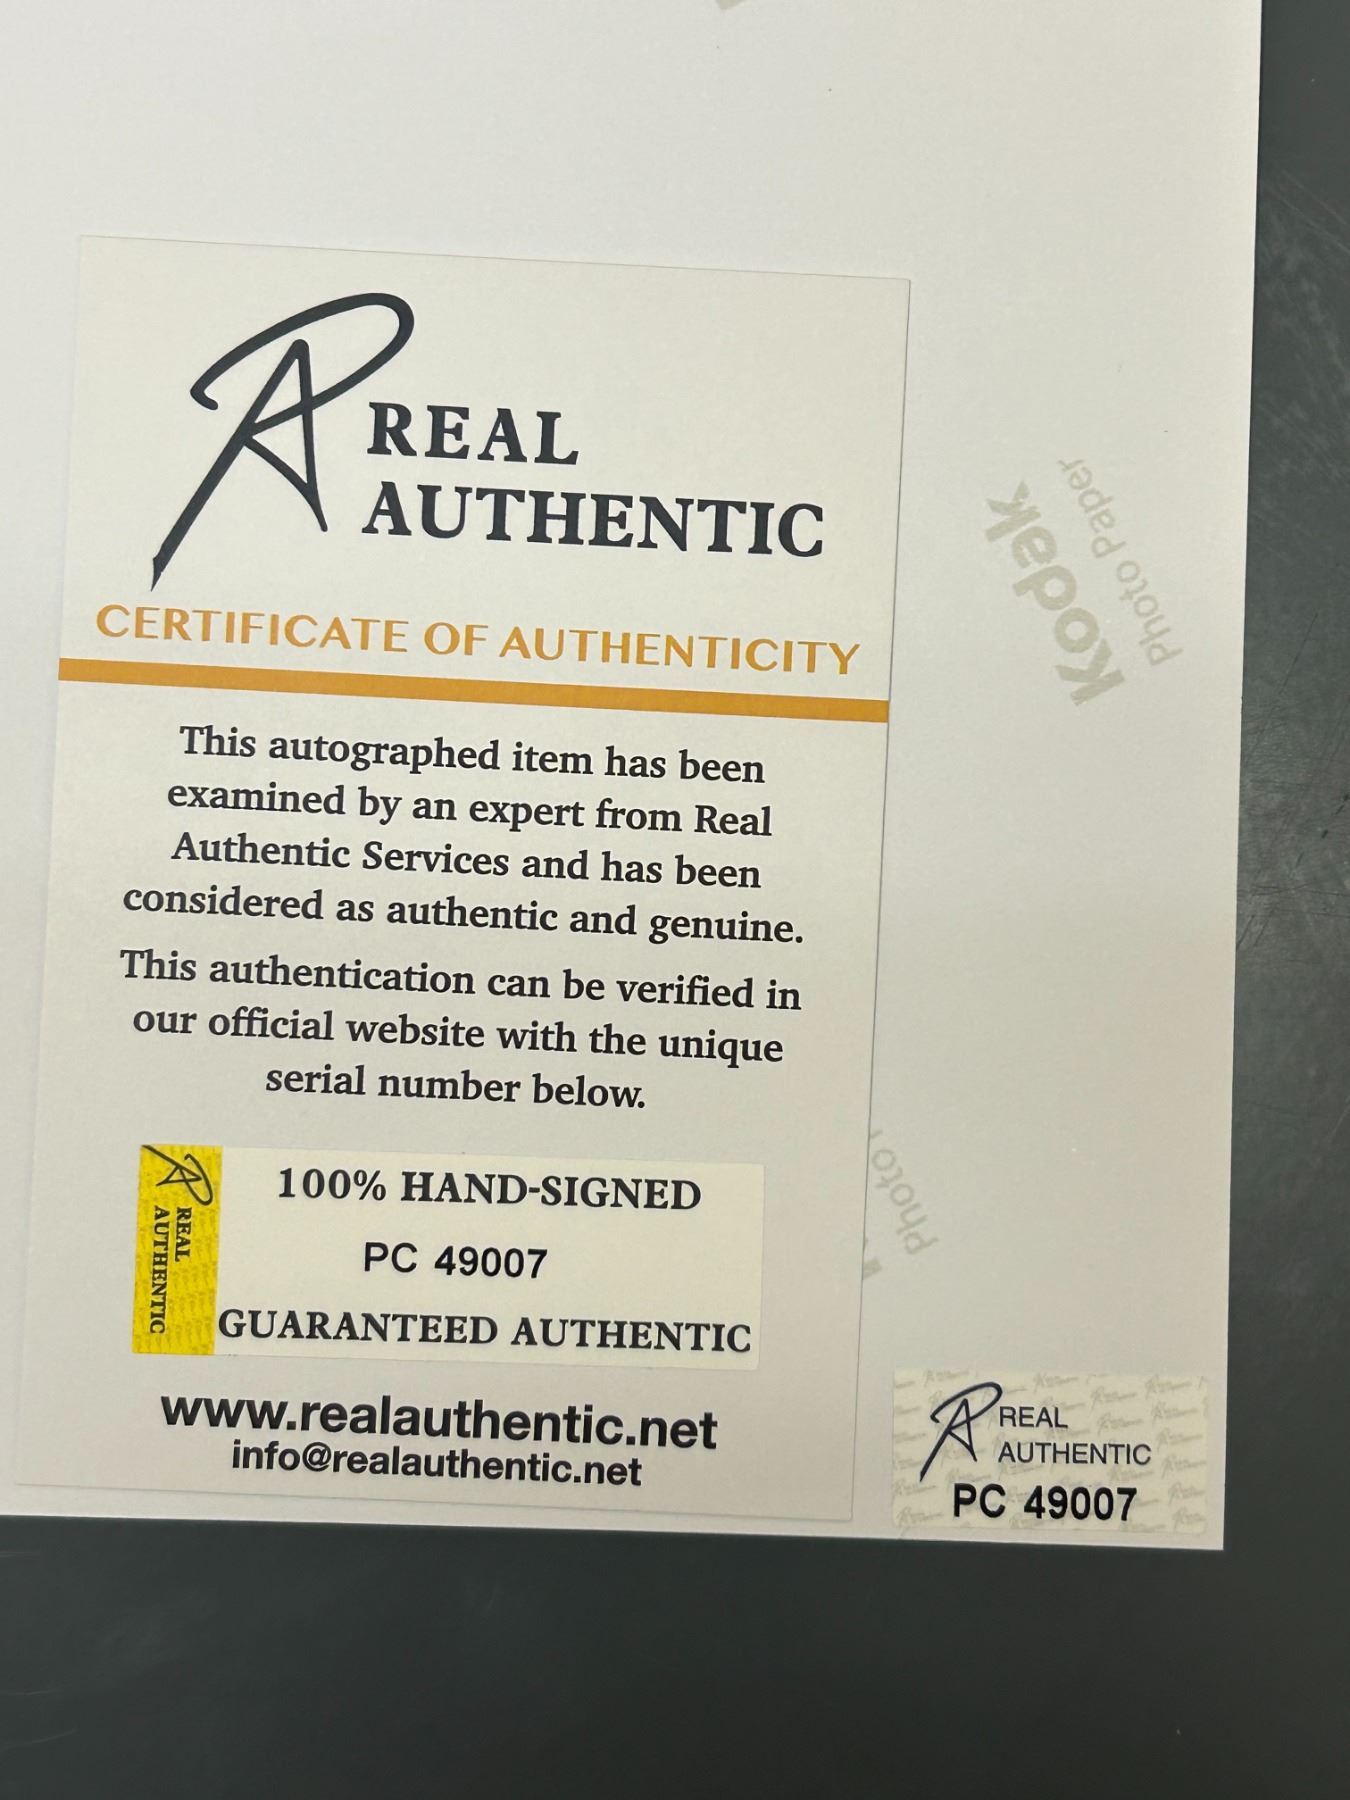 REAL
AUTHENTIC
CERTIFICATE OF AUTHENTICITY
This autographed item has been
examined by an expert from Real
Authentic Services and has been
considered as authentic and genuine.
This authentication can be verified in
our official website with the unique
serial number below.
REAL
AUTHENTIC
100% HAND-SIGNED
PC 49007
GUARANTEED AUTHENTIC
www.realauthentic.net
info@realauthentic.net
Kodak
Photo Paper
Photo
REAL
AUTHENTIC
PC 49007